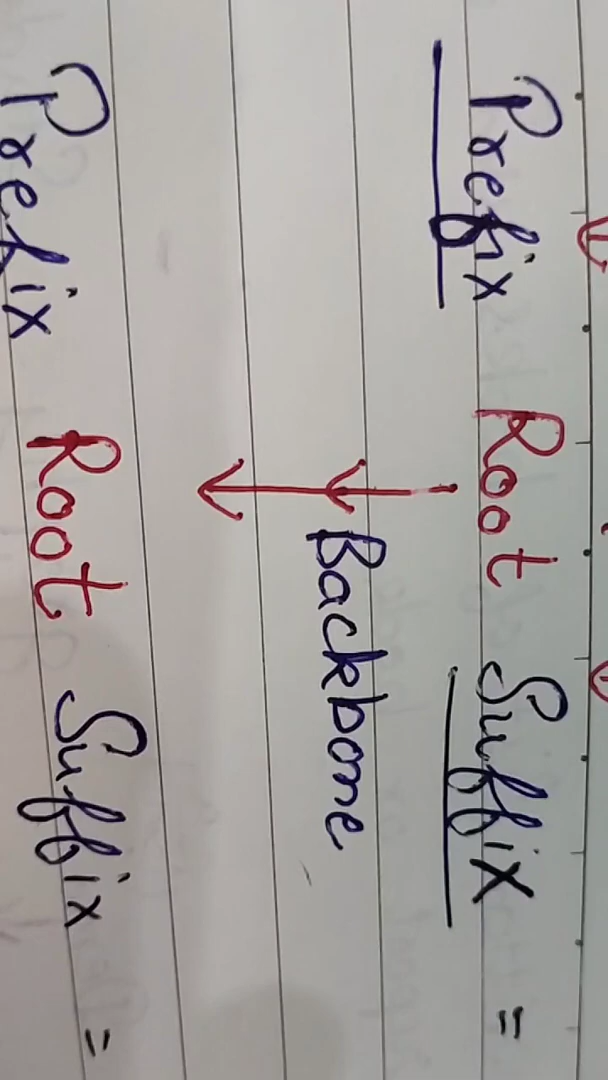 Prefix Root Suffix =
Backbone
Prefix Root Suffix =